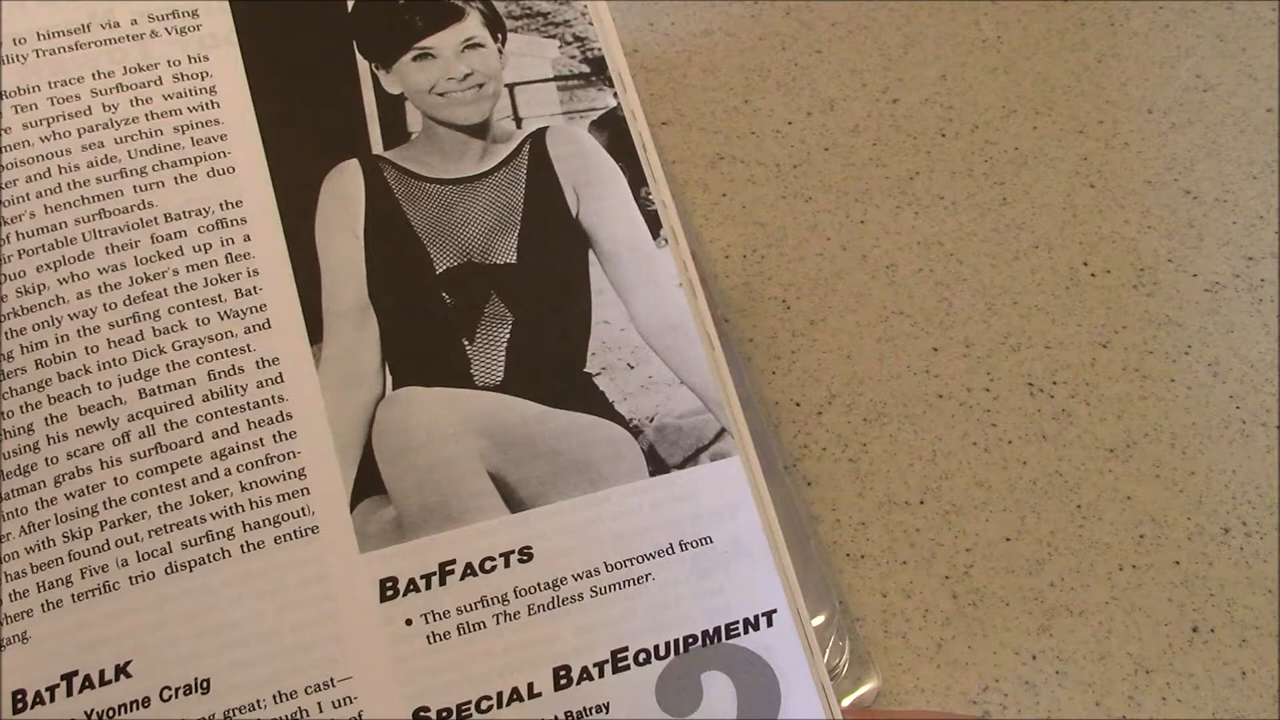 to himself via a Surfing
ility Transferometer & Vigor
Robin trace the Joker to his
Ten Toes Surfboard Shop,
re surprised by the waiting
men, who paralyze them with
poisonous sea urchin spines.
ker and his aide, Undine, leave
oint and the surfing champion-
ker's henchmen turn the duo
of human surfboards.
ir Portable Ultraviolet Batray, the
Duo explode their foam coffins
e Skip, who was locked up in a
orkbench, as the Joker's men flee.
the only way to defeat the Joker is
ng him in the surfing contest, Bat-
ders Robin to head back to Wayne
change back into Dick Grayson, and
to the beach to judge the contest.
hing the beach, Batman finds the
using his newly acquired ability and
ledge to scare off all the contestants.
Batman grabs his surfboard and heads
into the water to compete against the
er. After losing the contest and a confron-
on with Skip Parker, the Joker, knowing
has been found out, retreats with his men
the Hang Five (a local surfing hangout),
where the terrific trio dispatch the entire
gang.
BATTALK
Yvonne Craig
ng great; the cast—
ough I un-
of
BATFACTS
• The surfing footage was borrowed from
the film The Endless Summer.
SPECIAL BATEQUIPMENT
et Batray